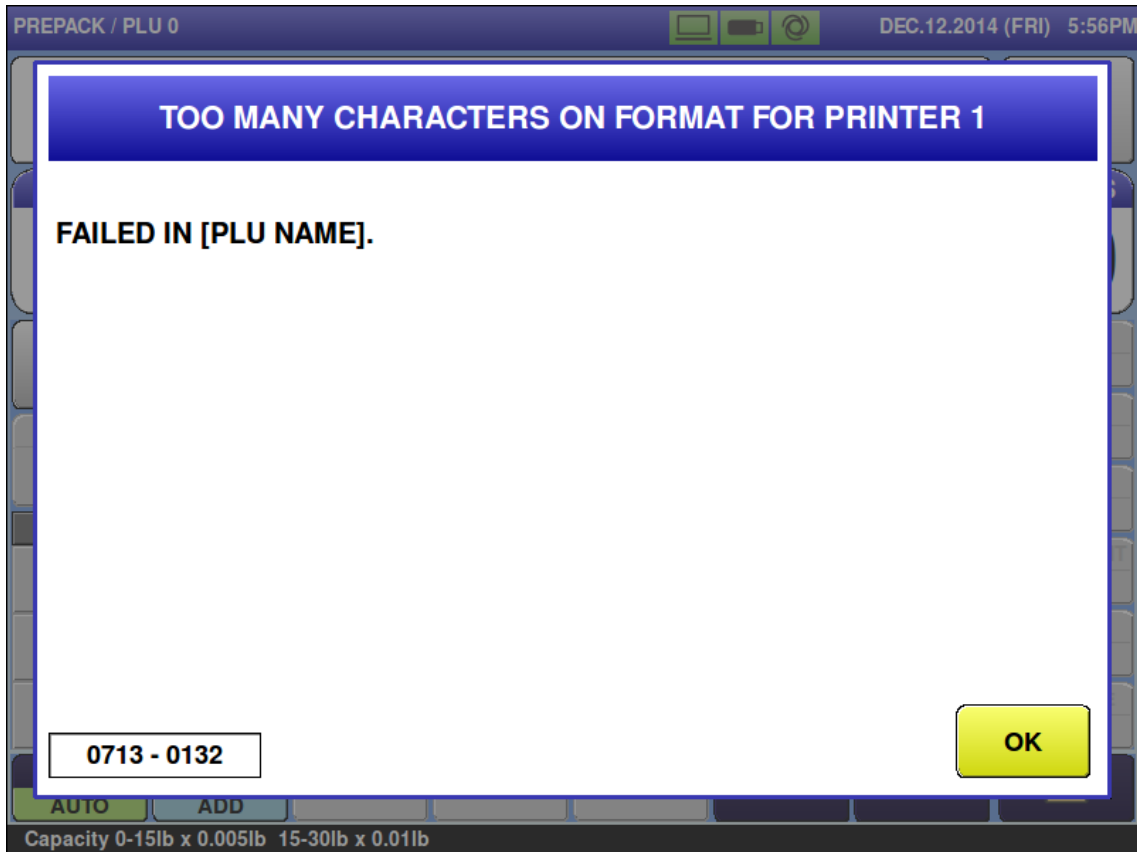 PREPACK / PLU 0 DEC.12.2014 (FRI) 5:56PM
TOO MANY CHARACTERS ON FORMAT FOR PRINTER 1
FAILED IN [PLU NAME].
0713 - 0132
OK
AUTO ADD
Capacity 0-15lb x 0.005lb 15-30lb x 0.01lb